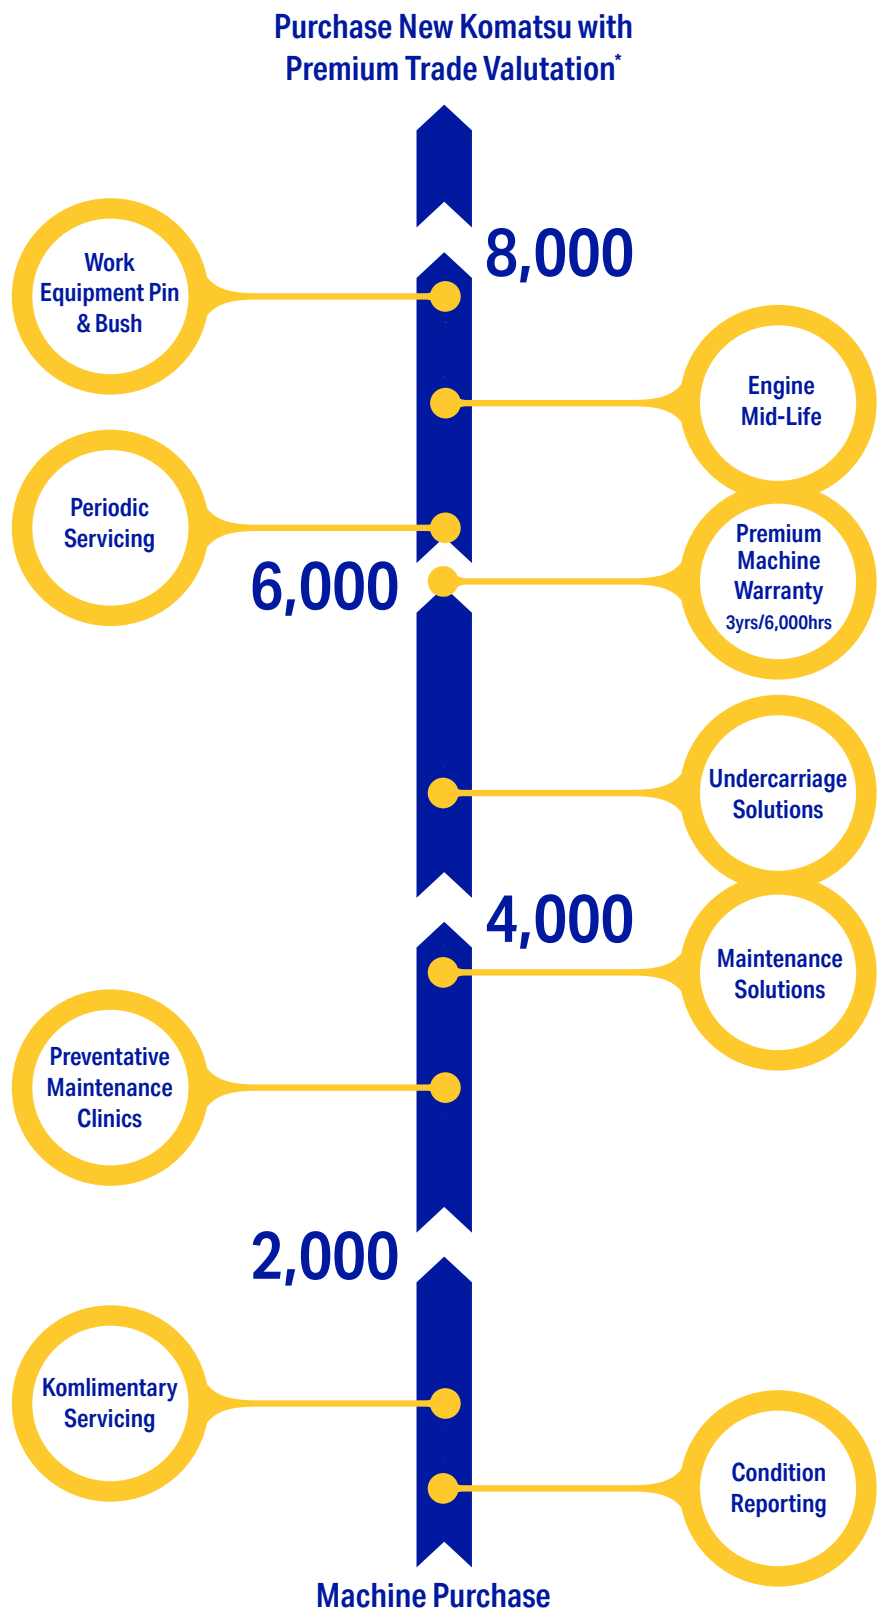 Purchase New Komatsu with
Premium Trade Valutation*
8,000
Work
Equipment Pin
& Bush
Engine
Mid-Life
Periodic
Servicing
Premium
Machine
Warranty
3yrs/6,000hrs
6,000
Undercarriage
Solutions
4,000
Maintenance
Solutions
Preventative
Maintenance
Clinics
2,000
Komlimentary
Servicing
Condition
Reporting
Machine Purchase